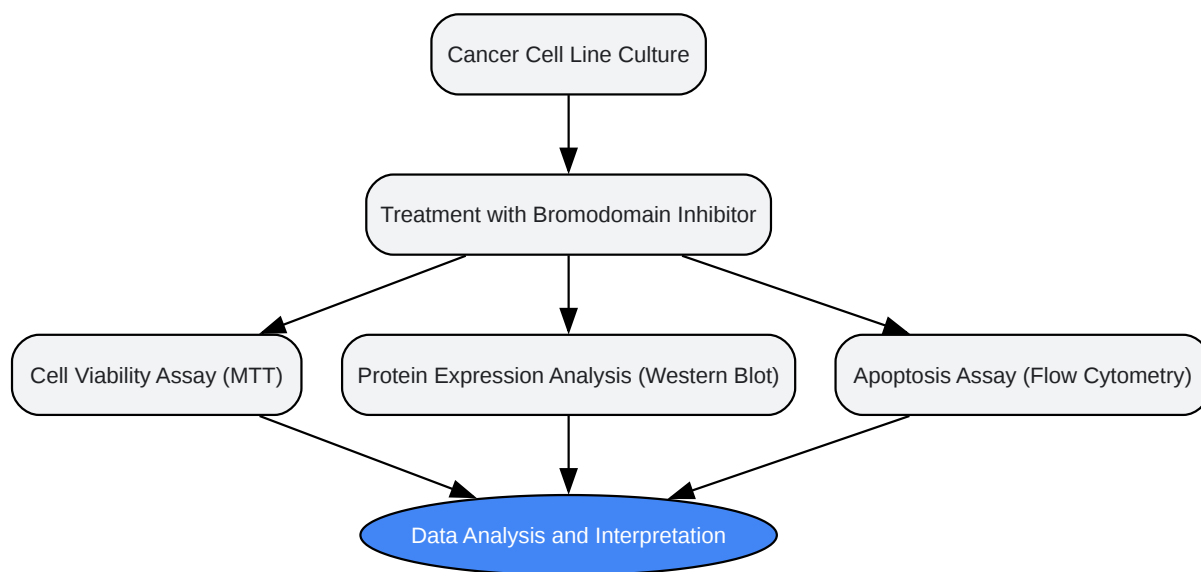 Cancer Cell Line Culture
Treatment with Bromodomain Inhibitor
Cell Viability Assay (MTT)
Protein Expression Analysis (Western Blot)
Apoptosis Assay (Flow Cytometry)
Data Analysis and Interpretation